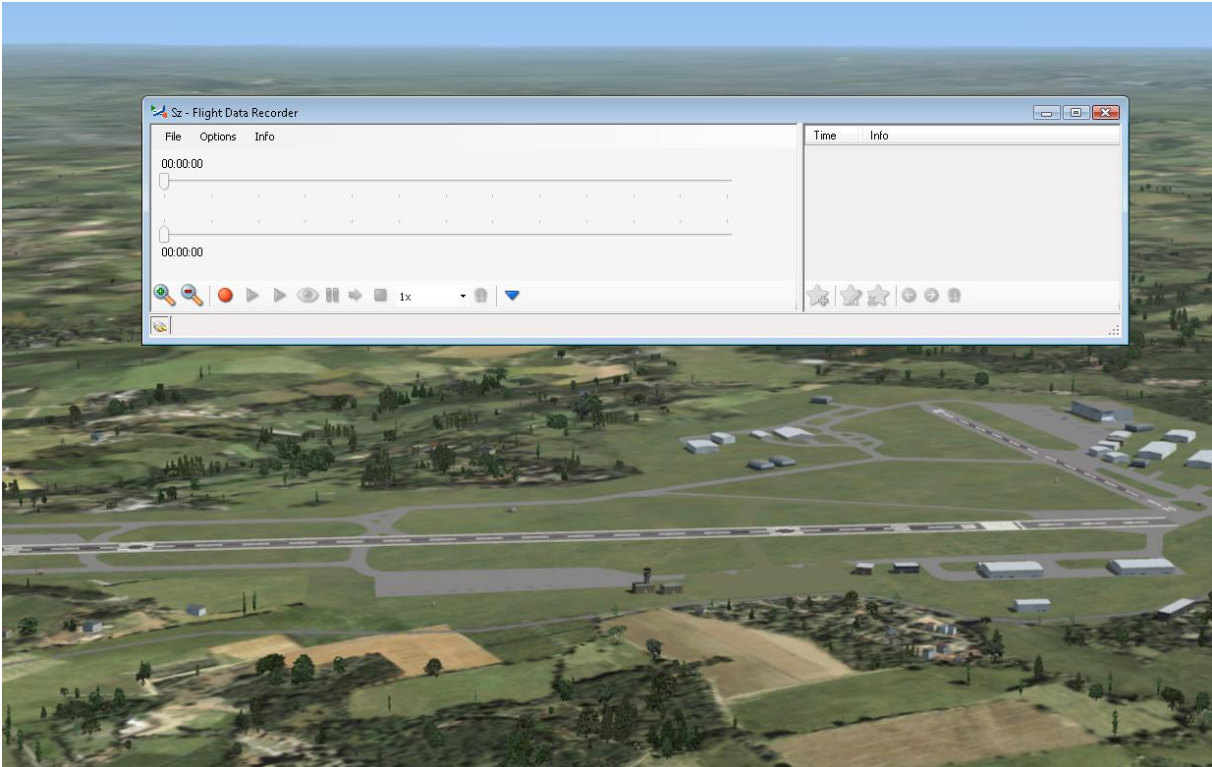 Sz - Flight Data Recorder
File Options Info
Time Info
00:00:00
00:00:00
1x